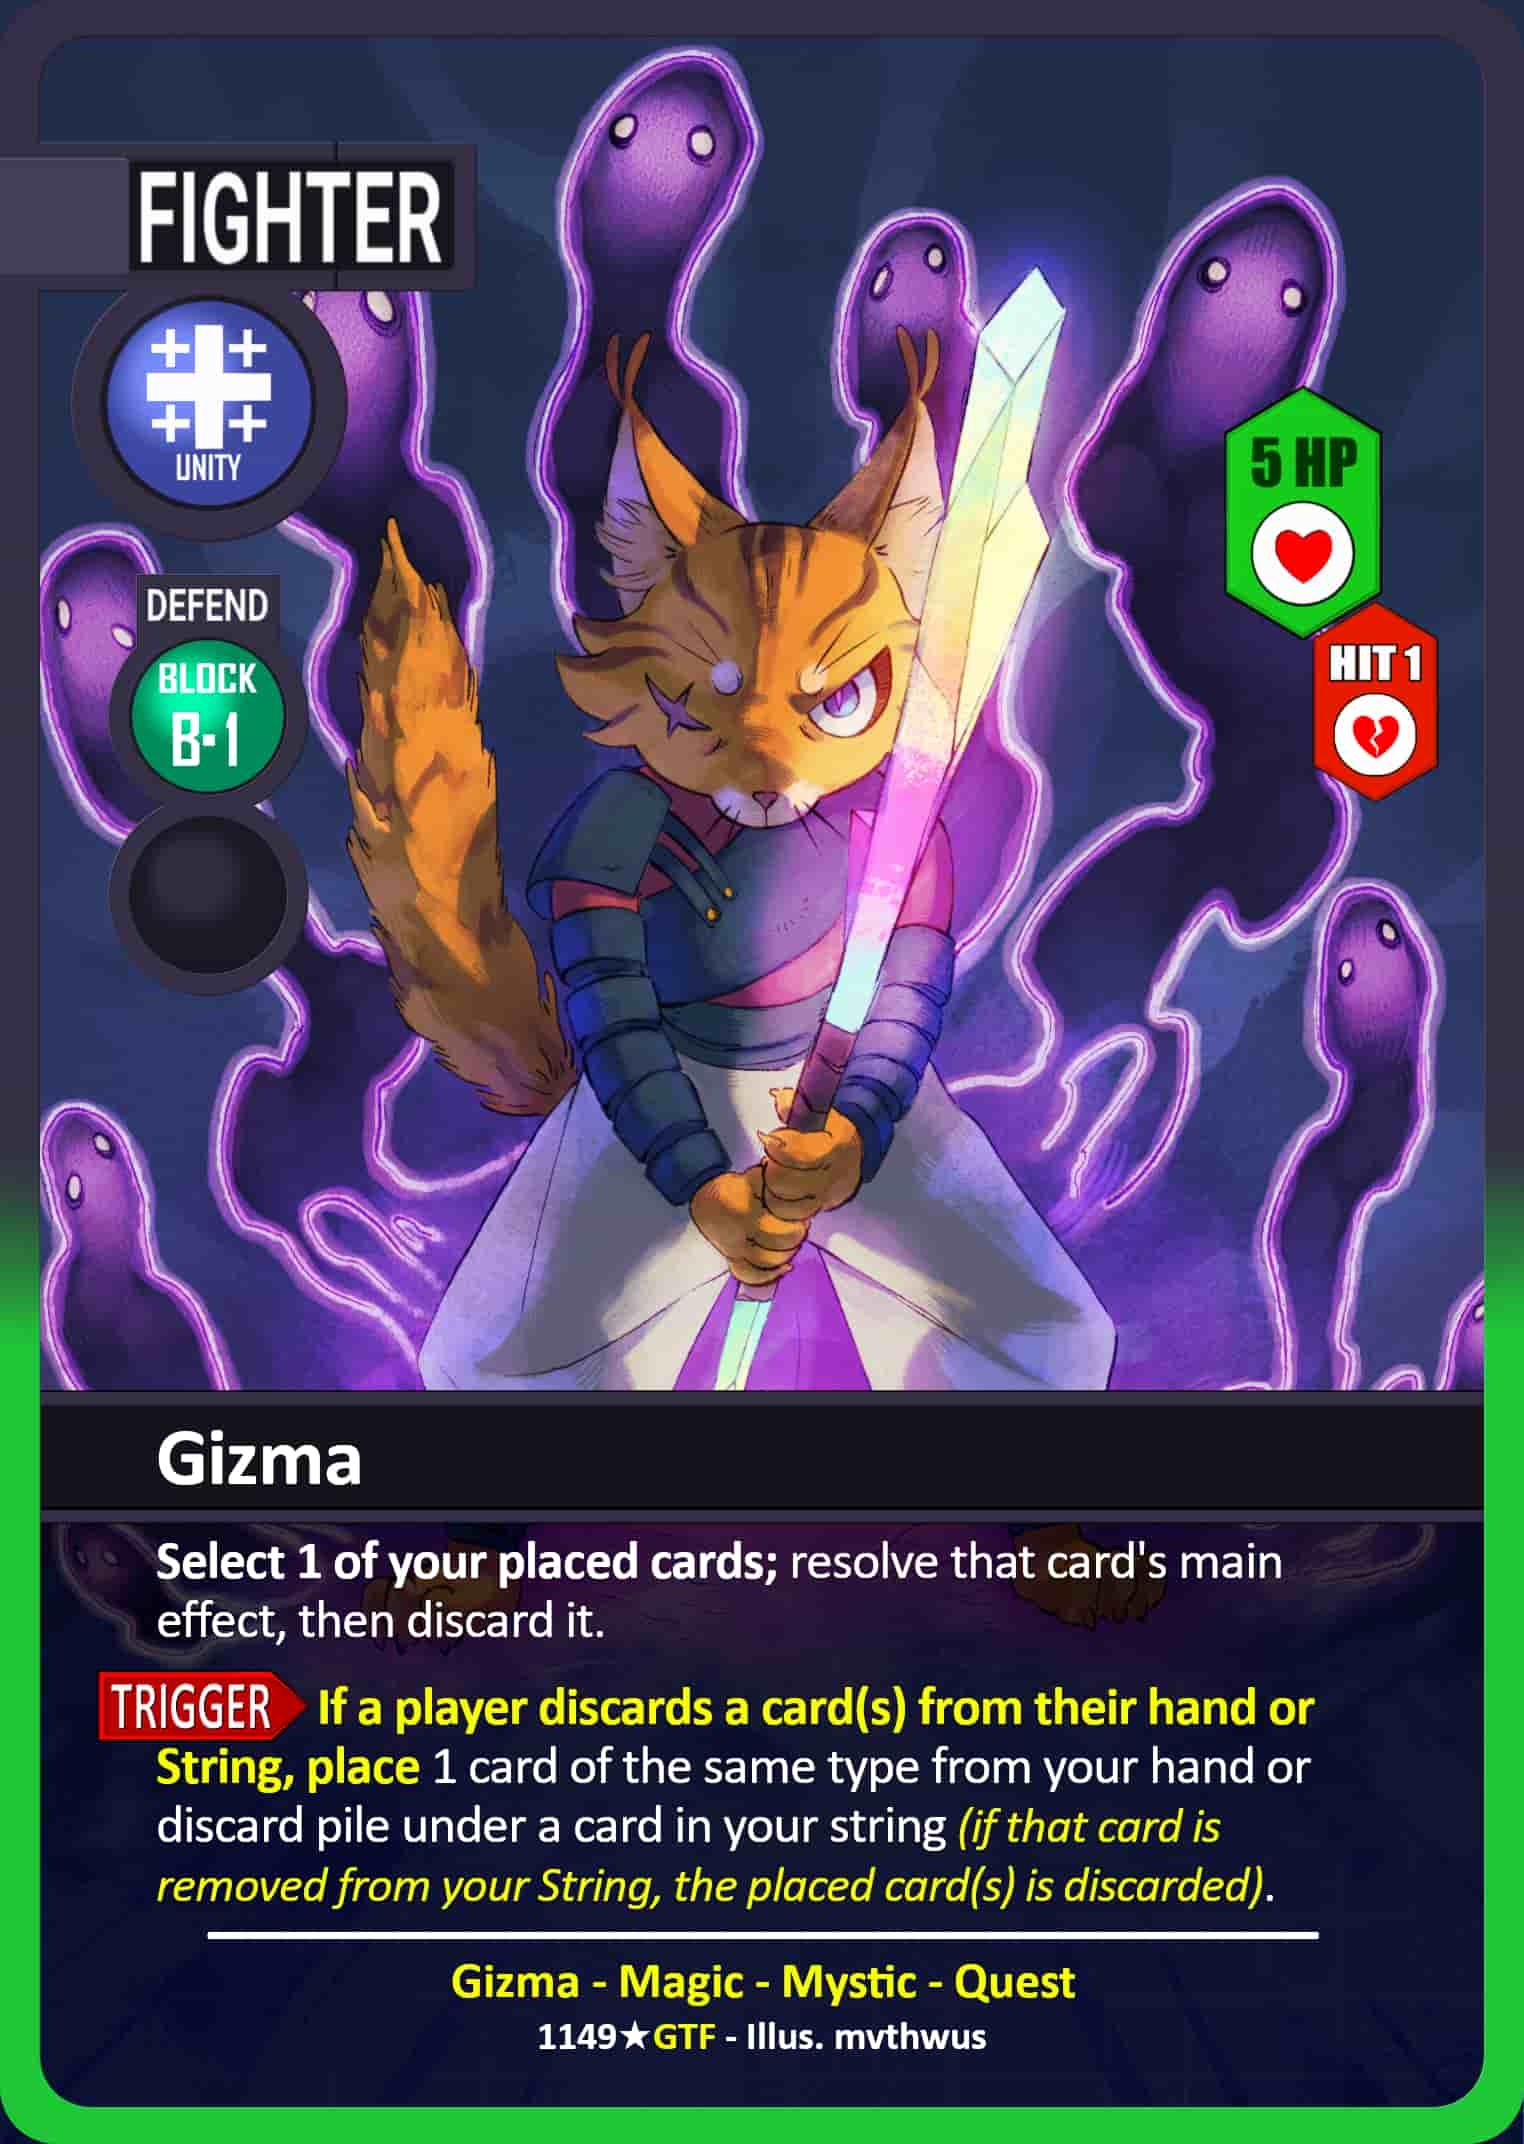 FIGHTER
UNITY
DEFEND
BLOCK
B-1
5 HP
HIT 1
Gizma
Select 1 of your placed cards; resolve that card's main
effect, then discard it.
TRIGGER If a player discards a card(s) from their hand or
String, place 1 card of the same type from your hand or
discard pile under a card in your string (if that card is
removed from your String, the placed card(s) is discarded).
Gizma - Magic - Mystic - Quest
1149★GTF - Illus. mvthwus